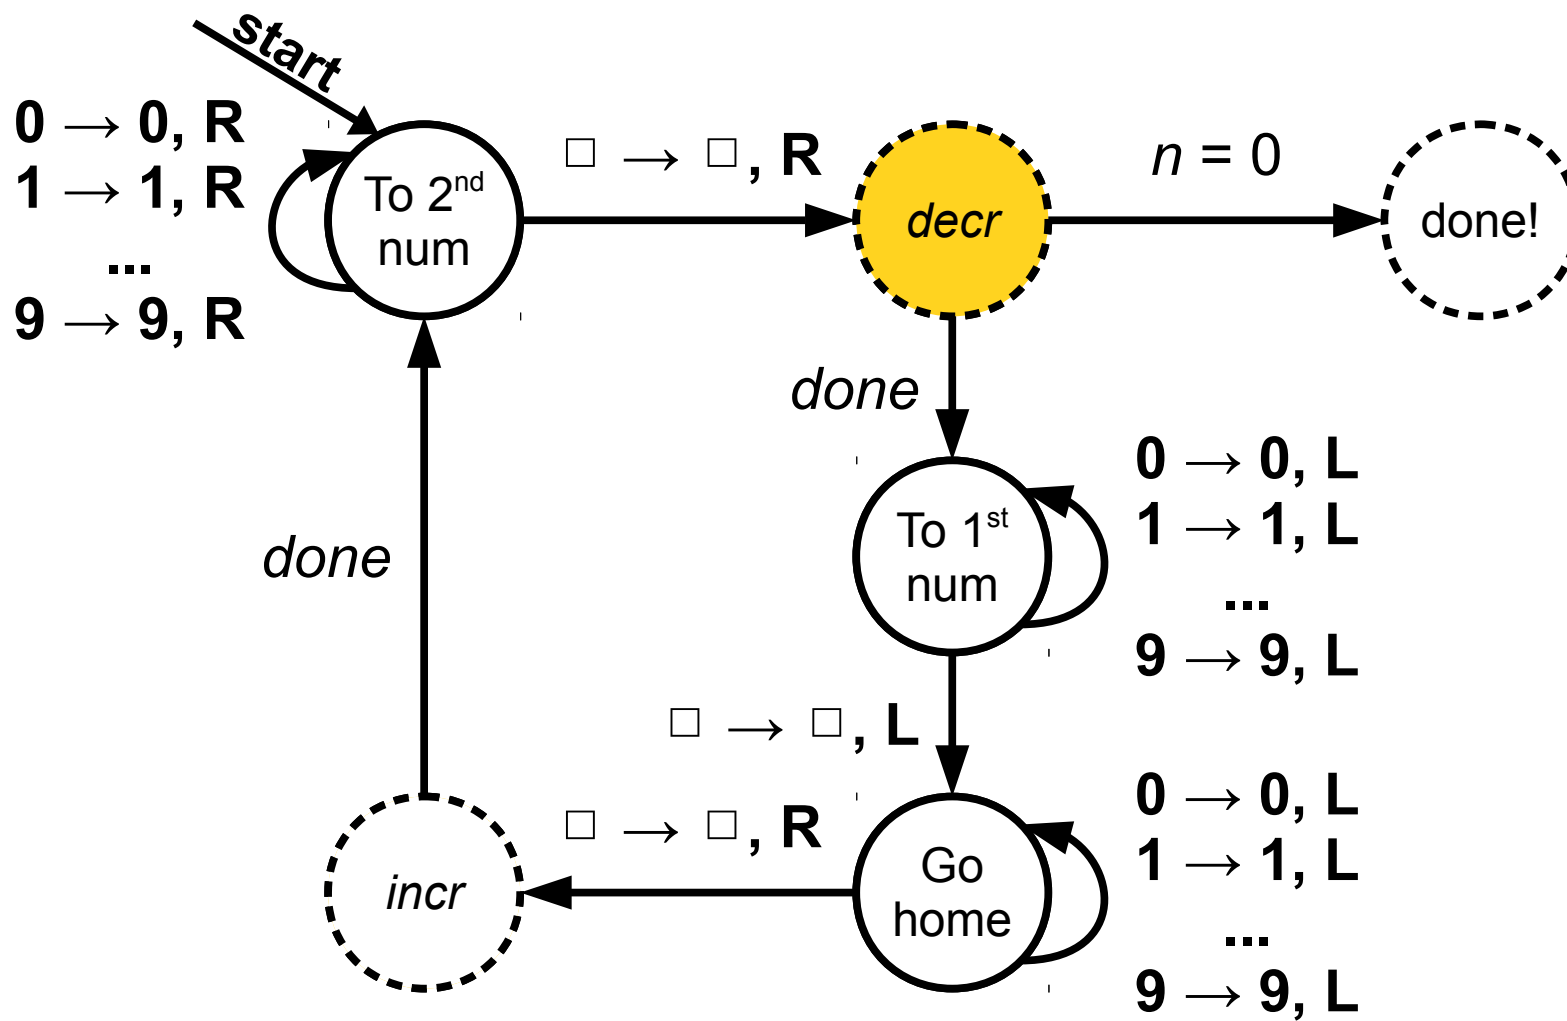 start
0 → 0, R
1 → 1, R
...
9 → 9, R
To 2nd
num
□ → □, R
decr
n = 0
done!
done
0 → 0, L
1 → 1, L
...
9 → 9, L
To 1st
num
done
□ → □, L
0 → 0, L
1 → 1, L
...
9 → 9, L
□ → □, R
Go
home
incr